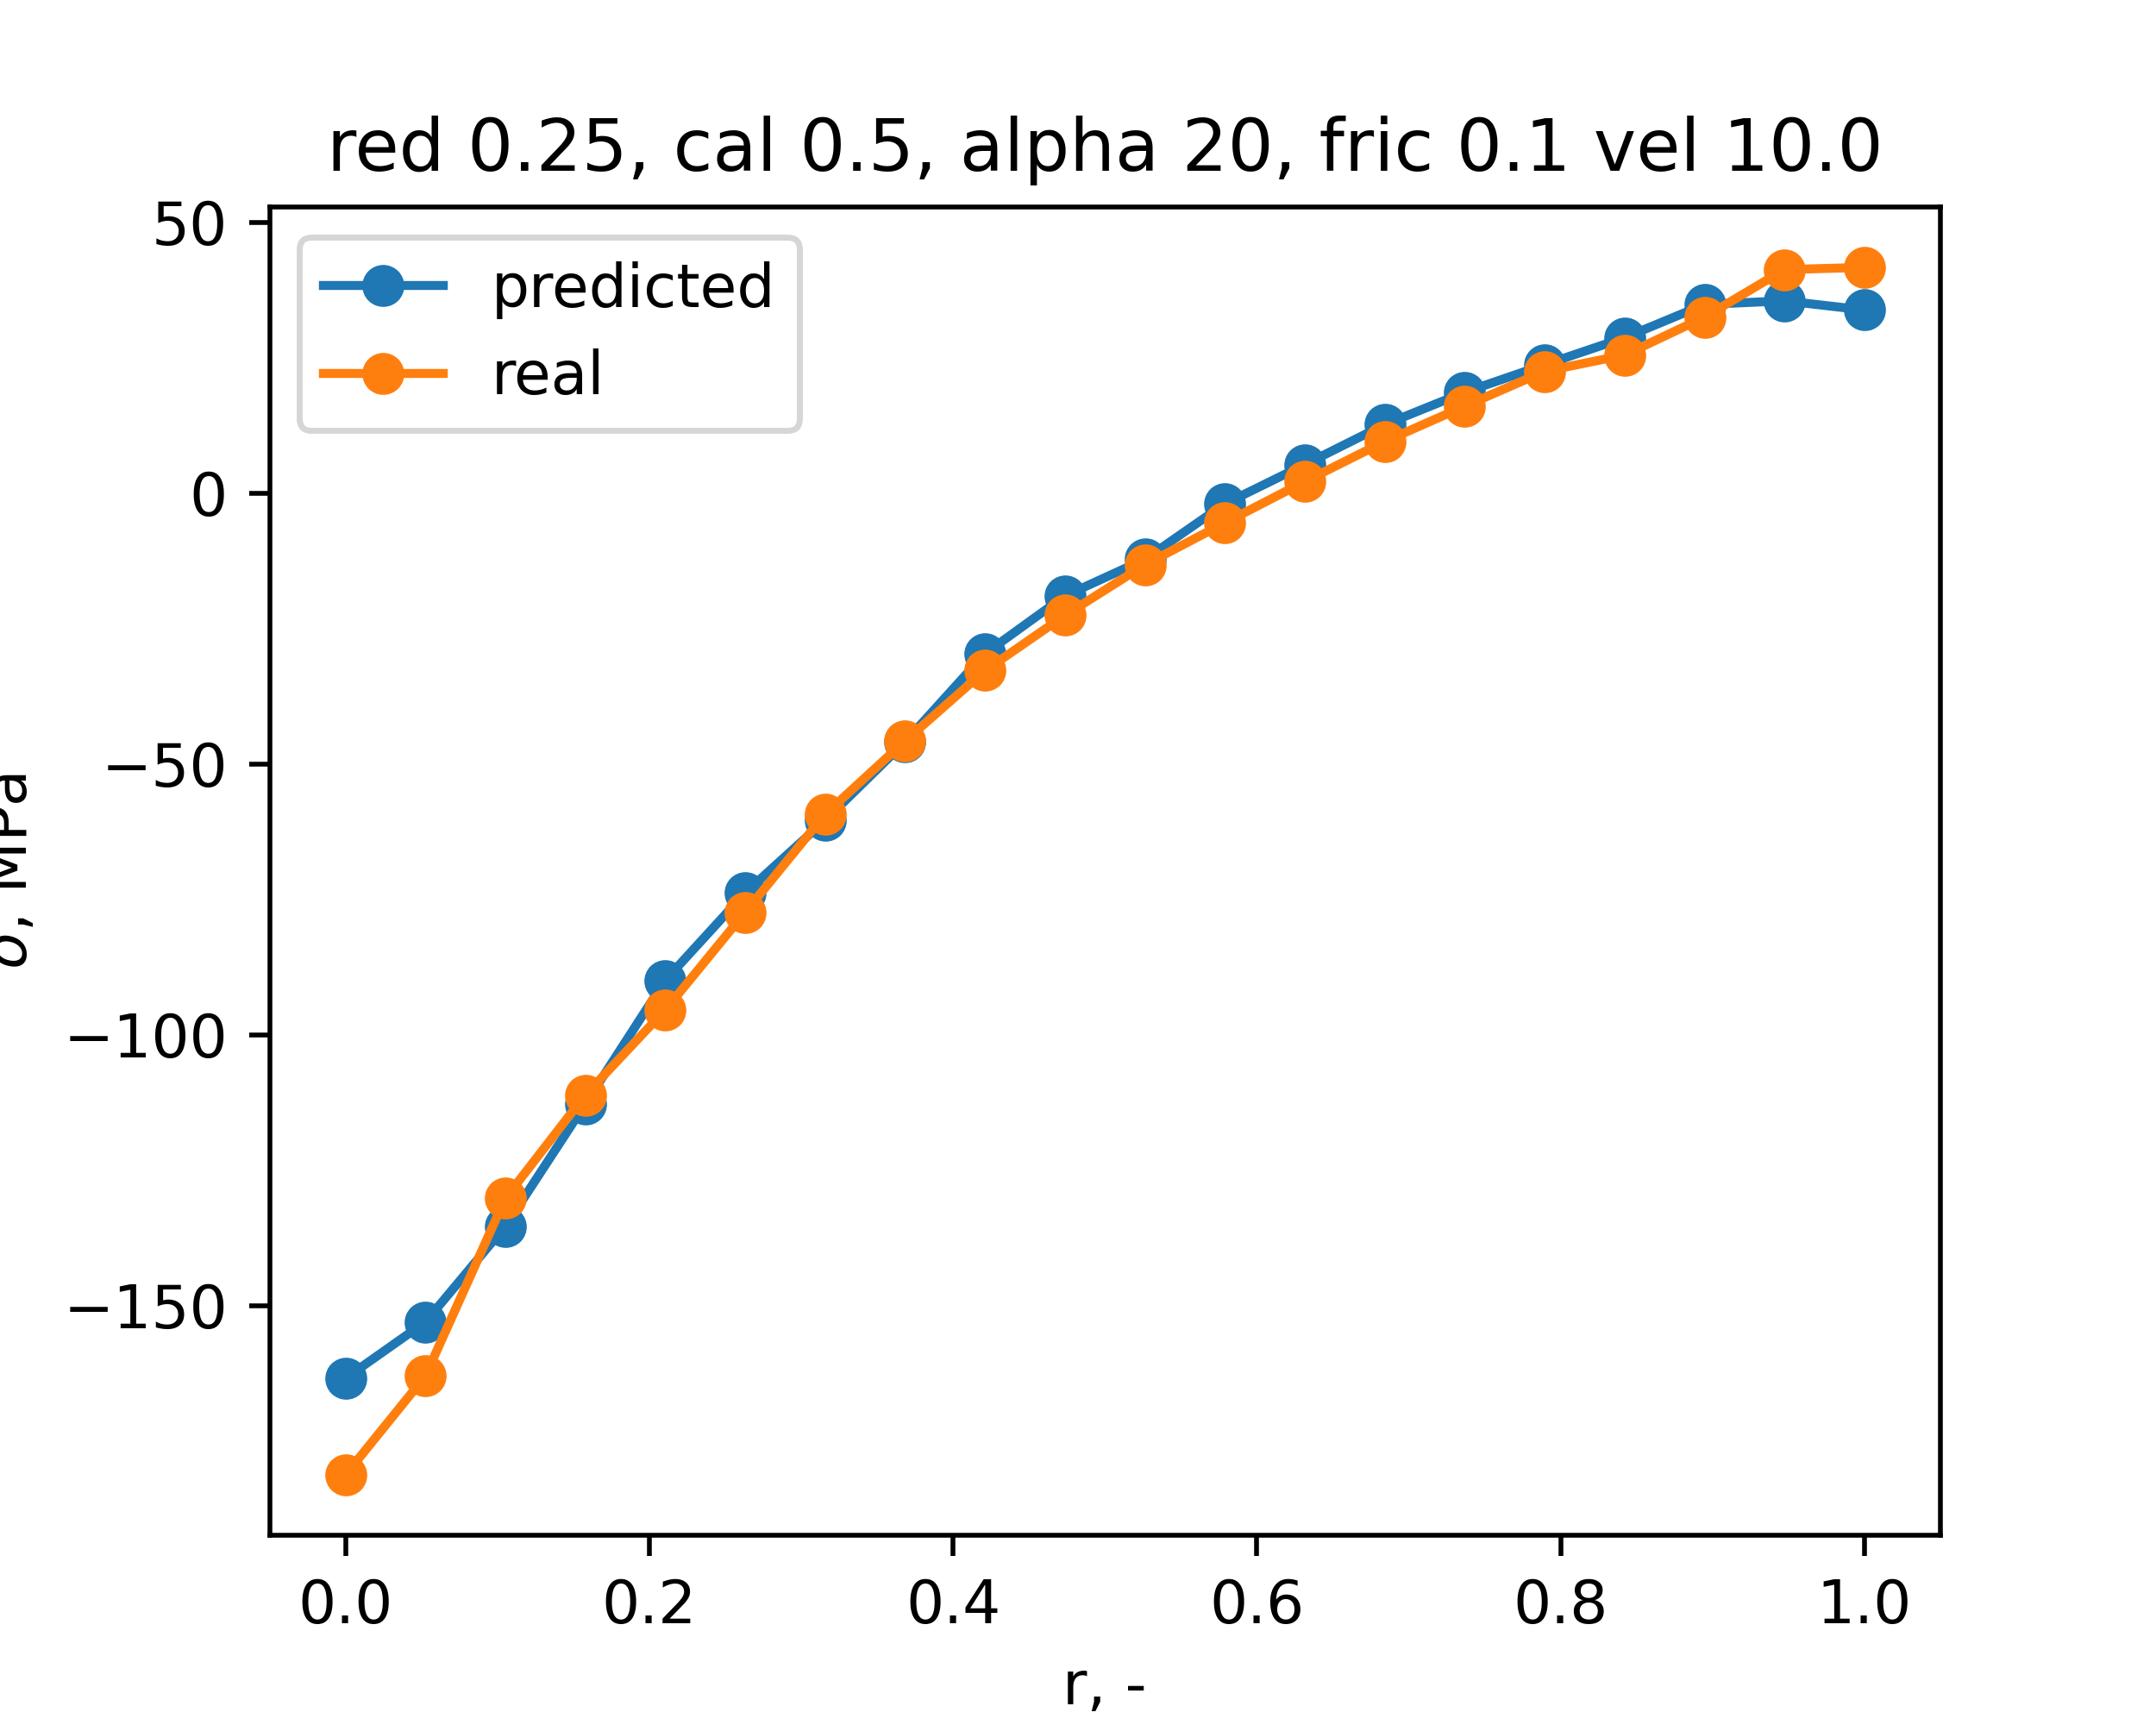 red 0.25, cal 0.5, alpha 20, fric 0.1 vel 10.0
50
0
−50
−100
−150
predicted
real
σ, MPa
0.0 0.2 0.4 0.6 0.8 1.0
r, -